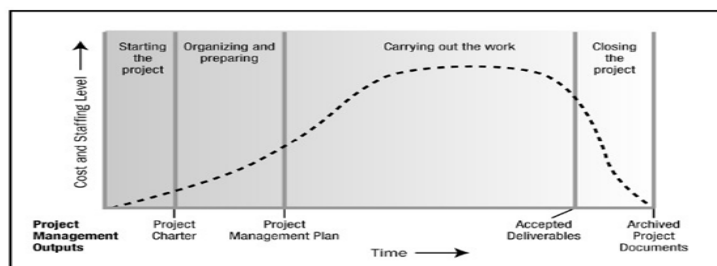 Starting the project
Organizing and preparing
Carrying out the work
Closing the project
Cost and Staffing Level
Project Management Outputs
Project Charter
Project Management Plan
Accepted Deliverables
Archived Project Documents
Time